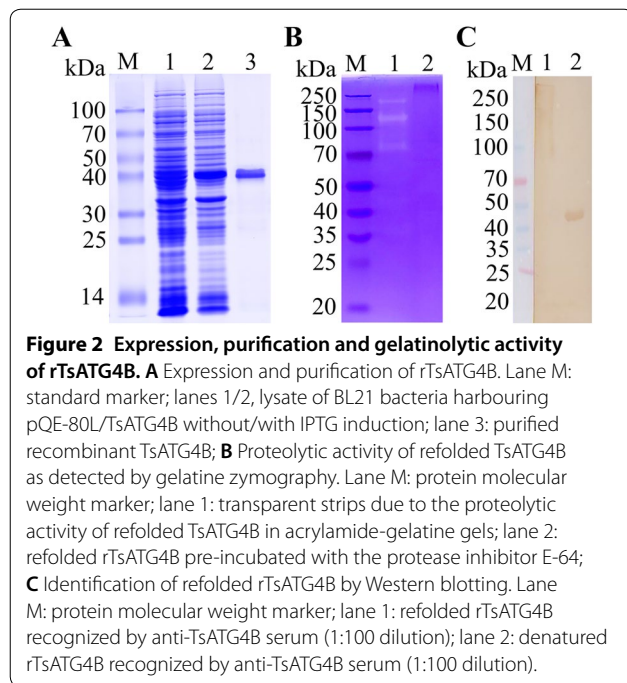 A
B
C
kDa M 1 2 3
100
70
50
40
30
25
14
kDa M 1 2
250
150
100
70
50
40
35
25
20
kDa M 1 2
250
150
100
70
50
40
35
25
20
Figure 2 Expression, purification and gelatinolytic activity
of rTsATG4B. A Expression and purification of rTsATG4B. Lane M:
standard marker; lanes 1/2, lysate of BL21 bacteria harbouring
pQE-80L/TsATG4B without/with IPTG induction; lane 3: purified
recombinant TsATG4B; B Proteolytic activity of refolded TsATG4B
as detected by gelatine zymography. Lane M: protein molecular
weight marker; lane 1: transparent strips due to the proteolytic
activity of refolded TsATG4B in acrylamide-gelatine gels; lane 2:
refolded rTsATG4B pre-incubated with the protease inhibitor E-64;
C Identification of refolded rTsATG4B by Western blotting. Lane
M: protein molecular weight marker; lane 1: refolded rTsATG4B
recognized by anti-TsATG4B serum (1:100 dilution); lane 2: denatured
rTsATG4B recognized by anti-TsATG4B serum (1:100 dilution).